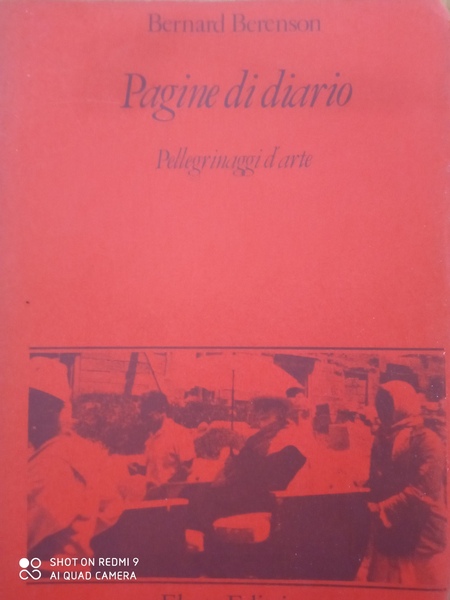 Bernard Berenson
Pagine di diario
Pellegrinaggi d'arte
SHOT ON REDMI 9
AI QUAD CAMERA